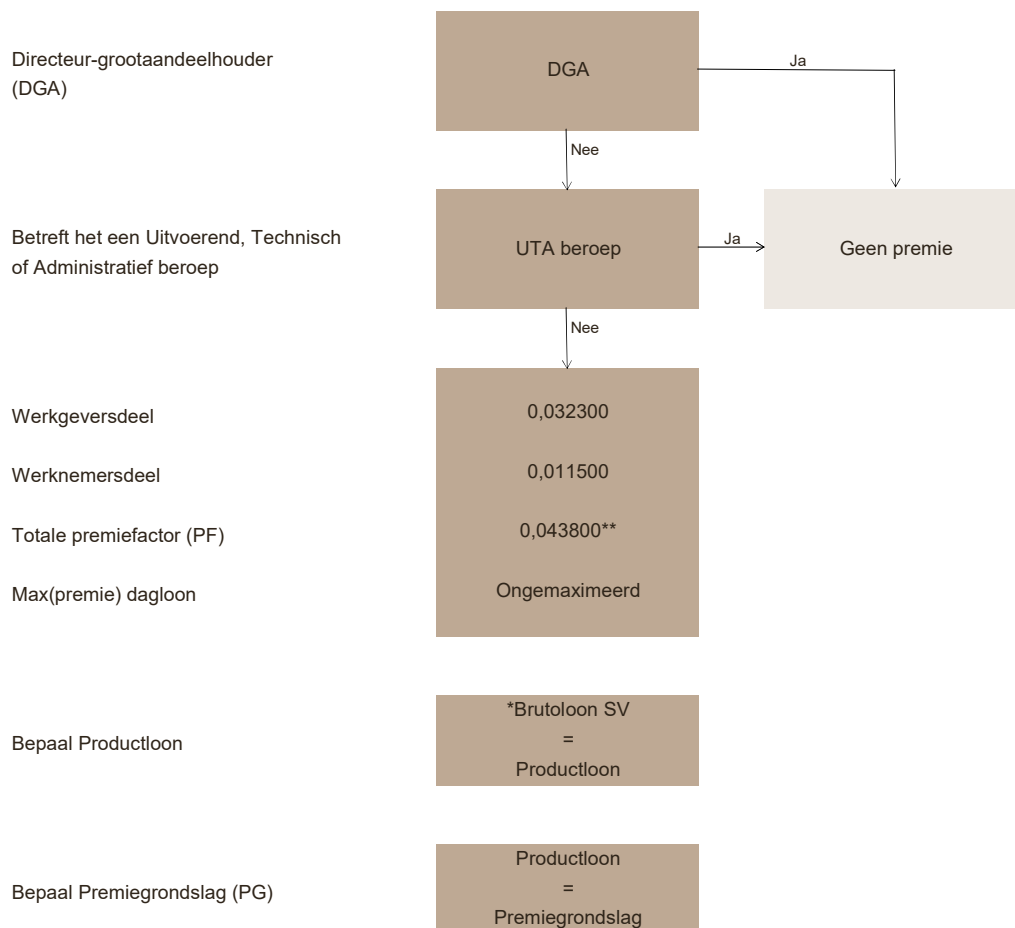 Directeur-grootaandeelhouder
(DGA)
DGA
Ja
Nee
Betreft het een Uitvoerend, Technisch
of Administratief beroep
UTA beroep
Ja
Geen premie
Nee
Werkgeversdeel
0,032300
Werknemersdeel
0,011500
Totale premiefactor (PF)
0,043800**
Max(premie) dagloon
Ongemaximeerd
Bepaal Productloon
*Brutoloon SV
=
Productloon
Bepaal Premiegrondslag (PG)
Productloon
=
Premiegrondslag